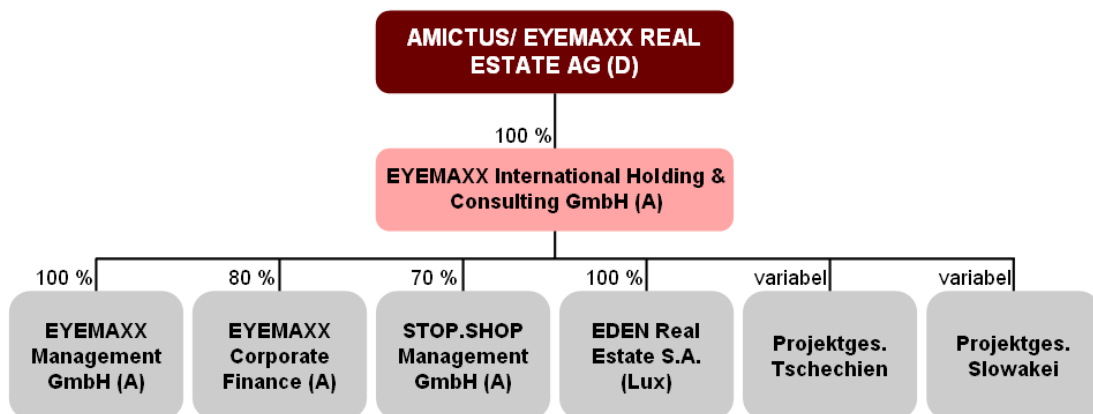 AMICTUS/ EYEMAXX REAL
ESTATE AG (D)
100 %
EYEMAXX International Holding &
Consulting GmbH (A)
100 %
80 %
70 %
100 %
variabel
variabel
EYEMAXX
Management
GmbH (A)
EYEMAXX
Corporate
Finance (A)
STOP.SHOP
Management
GmbH (A)
EDEN Real
Estate S.A.
(Lux)
Projektges.
Tschechien
Projektges.
Slowakei